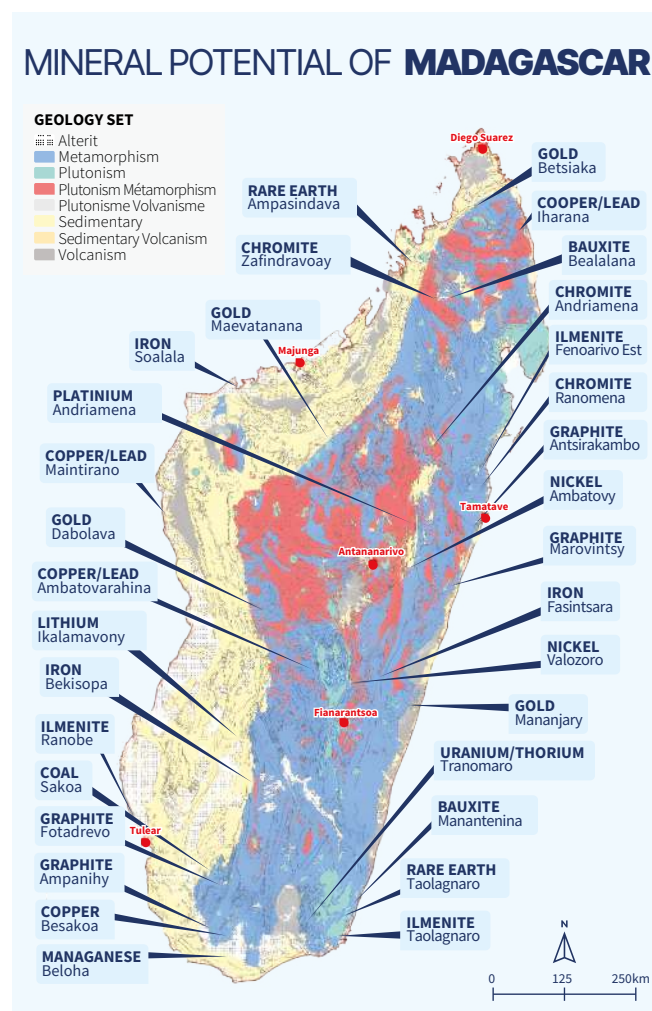 MINERAL POTENTIAL OF MADAGASCAR
GEOLOGY SET
Alterit
Metamorphism
Plutonism
Plutonism Métamorphism
Plutonisme Volvanisme
Sedimentary
Sedimentary Volcanism
Volcanism
Diego Suarez
GOLD
Betsiaka
RARE EARTH
Ampasindava
COOPER/LEAD
Iharana
CHROMITE
Zafindravoay
BAUXITE
Bealalana
CHROMITE
Andriamena
GOLD
Maevatanana
ILMENITE
Fenoarivo Est
IRON
Soalala
Majunga
CHROMITE
Ranomena
PLATINIUM
Andriamena
GRAPHITE
Antsirakambo
COPPER/LEAD
Maintirano
NICKEL
Ambatovy
Tamatave
GOLD
Dabolava
GRAPHITE
Marovintsy
Antananarivo
COPPER/LEAD
Ambatovarahina
IRON
Fasintsara
LITHIUM
Ikalamavony
NICKEL
Valozoro
IRON
Bekisopa
GOLD
Mananjary
Fianarantsoa
ILMENITE
Ranobe
URANIUM/THORIUM
Tranomaro
COAL
Sakoa
BAUXITE
Manantenina
GRAPHITE
Fotadrevo
Tulear
GRAPHITE
Ampanihy
RARE EARTH
Taolagnaro
COPPER
Besakoa
ILMENITE
Taolagnaro
MANAGANESE
Beloha
N
0 125 250km